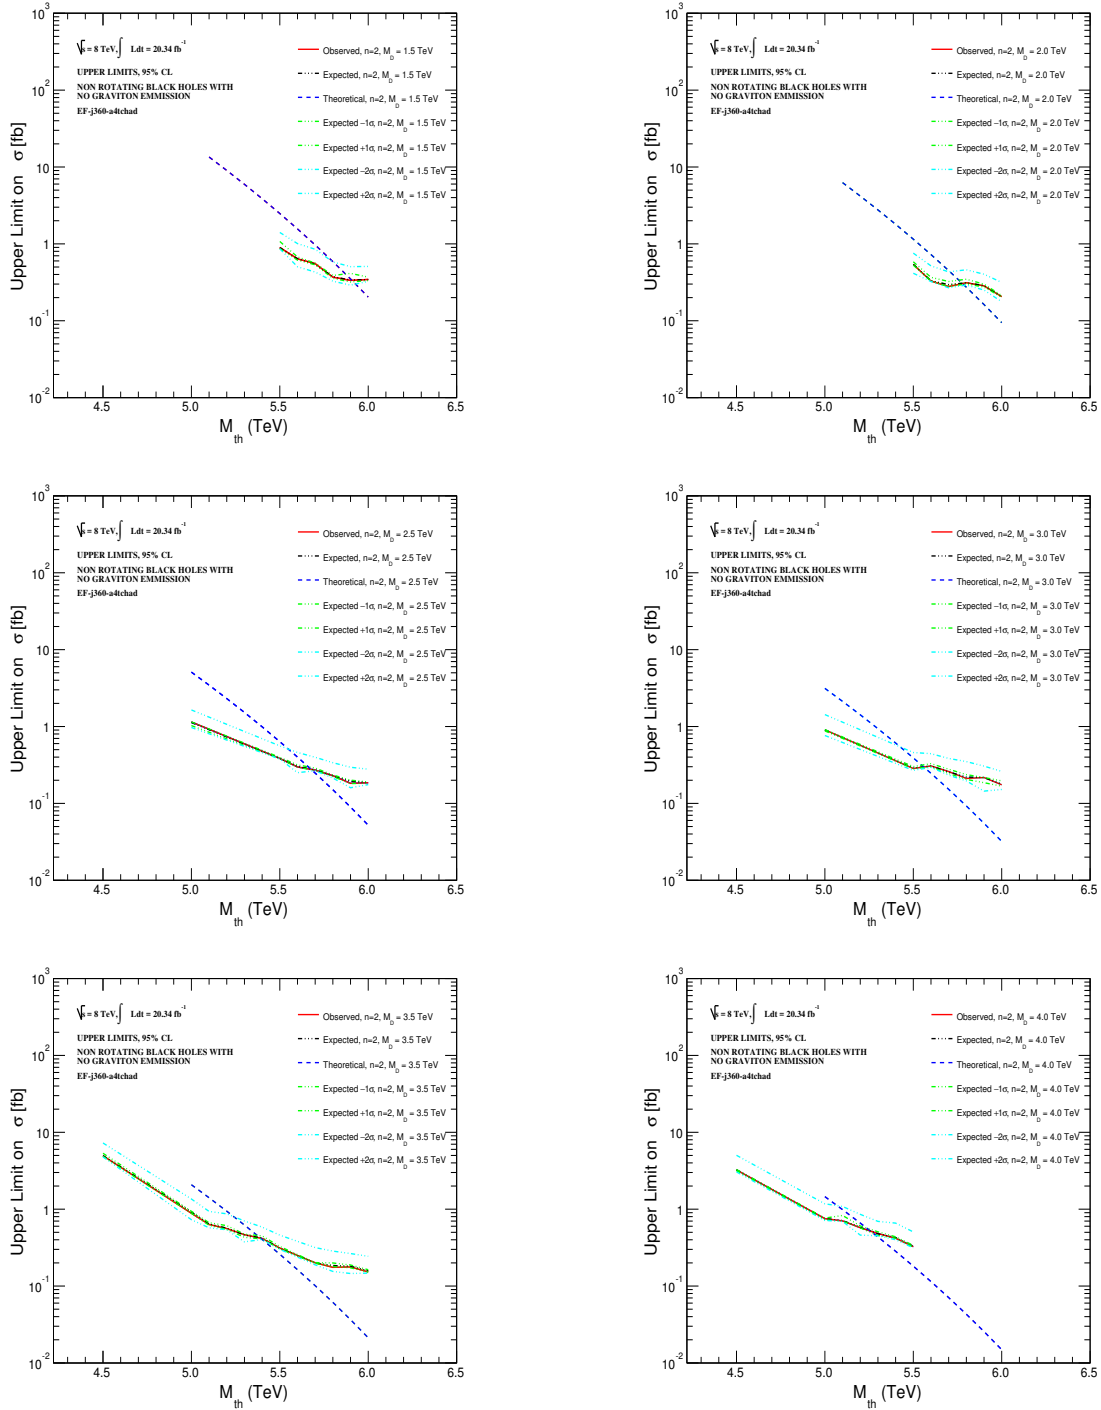 10^3
√s = 8 TeV, ∫ Ldt = 20.34 fb^-1
UPPER LIMITS, 95% CL
NON ROTATING BLACK HOLES WITH
NO GRAVITON EMMISSION
EF-j360-a4tchad
Observed, n=2, M_D = 1.5 TeV
Expected, n=2, M_D = 1.5 TeV
Theoretical, n=2, M_D = 1.5 TeV
Expected −1σ, n=2, M_D = 1.5 TeV
Expected +1σ, n=2, M_D = 1.5 TeV
Expected −2σ, n=2, M_D = 1.5 TeV
Expected +2σ, n=2, M_D = 1.5 TeV
10^2
10
1
10^-1
10^-2
Upper Limit on σ [fb]
4.5 5.0 5.5 6.0 6.5
M_th (TeV)
10^3
√s = 8 TeV, ∫ Ldt = 20.34 fb^-1
UPPER LIMITS, 95% CL
NON ROTATING BLACK HOLES WITH
NO GRAVITON EMMISSION
EF-j360-a4tchad
Observed, n=2, M_D = 2.0 TeV
Expected, n=2, M_D = 2.0 TeV
Theoretical, n=2, M_D = 2.0 TeV
Expected −1σ, n=2, M_D = 2.0 TeV
Expected +1σ, n=2, M_D = 2.0 TeV
Expected −2σ, n=2, M_D = 2.0 TeV
Expected +2σ, n=2, M_D = 2.0 TeV
10^2
10
1
10^-1
10^-2
Upper Limit on σ [fb]
4.5 5.0 5.5 6.0 6.5
M_th (TeV)
10^3
√s = 8 TeV, ∫ Ldt = 20.34 fb^-1
UPPER LIMITS, 95% CL
NON ROTATING BLACK HOLES WITH
NO GRAVITON EMMISSION
EF-j360-a4tchad
Observed, n=2, M_D = 2.5 TeV
Expected, n=2, M_D = 2.5 TeV
Theoretical, n=2, M_D = 2.5 TeV
Expected −1σ, n=2, M_D = 2.5 TeV
Expected +1σ, n=2, M_D = 2.5 TeV
Expected −2σ, n=2, M_D = 2.5 TeV
Expected +2σ, n=2, M_D = 2.5 TeV
10^2
10
1
10^-1
10^-2
Upper Limit on σ [fb]
4.5 5.0 5.5 6.0 6.5
M_th (TeV)
10^3
√s = 8 TeV, ∫ Ldt = 20.34 fb^-1
UPPER LIMITS, 95% CL
NON ROTATING BLACK HOLES WITH
NO GRAVITON EMMISSION
EF-j360-a4tchad
Observed, n=2, M_D = 3.0 TeV
Expected, n=2, M_D = 3.0 TeV
Theoretical, n=2, M_D = 3.0 TeV
Expected −1σ, n=2, M_D = 3.0 TeV
Expected +1σ, n=2, M_D = 3.0 TeV
Expected −2σ, n=2, M_D = 3.0 TeV
Expected +2σ, n=2, M_D = 3.0 TeV
10^2
10
1
10^-1
10^-2
Upper Limit on σ [fb]
4.5 5.0 5.5 6.0 6.5
M_th (TeV)
10^3
√s = 8 TeV, ∫ Ldt = 20.34 fb^-1
UPPER LIMITS, 95% CL
NON ROTATING BLACK HOLES WITH
NO GRAVITON EMMISSION
EF-j360-a4tchad
Observed, n=2, M_D = 3.5 TeV
Expected, n=2, M_D = 3.5 TeV
Theoretical, n=2, M_D = 3.5 TeV
Expected −1σ, n=2, M_D = 3.5 TeV
Expected +1σ, n=2, M_D = 3.5 TeV
Expected −2σ, n=2, M_D = 3.5 TeV
Expected +2σ, n=2, M_D = 3.5 TeV
10^2
10
1
10^-1
10^-2
Upper Limit on σ [fb]
4.5 5.0 5.5 6.0 6.5
M_th (TeV)
10^3
√s = 8 TeV, ∫ Ldt = 20.34 fb^-1
UPPER LIMITS, 95% CL
NON ROTATING BLACK HOLES WITH
NO GRAVITON EMMISSION
EF-j360-a4tchad
Observed, n=2, M_D = 4.0 TeV
Expected, n=2, M_D = 4.0 TeV
Theoretical, n=2, M_D = 4.0 TeV
Expected −1σ, n=2, M_D = 4.0 TeV
Expected +1σ, n=2, M_D = 4.0 TeV
Expected −2σ, n=2, M_D = 4.0 TeV
Expected +2σ, n=2, M_D = 4.0 TeV
10^2
10
1
10^-1
10^-2
Upper Limit on σ [fb]
4.5 5.0 5.5 6.0 6.5
M_th (TeV)